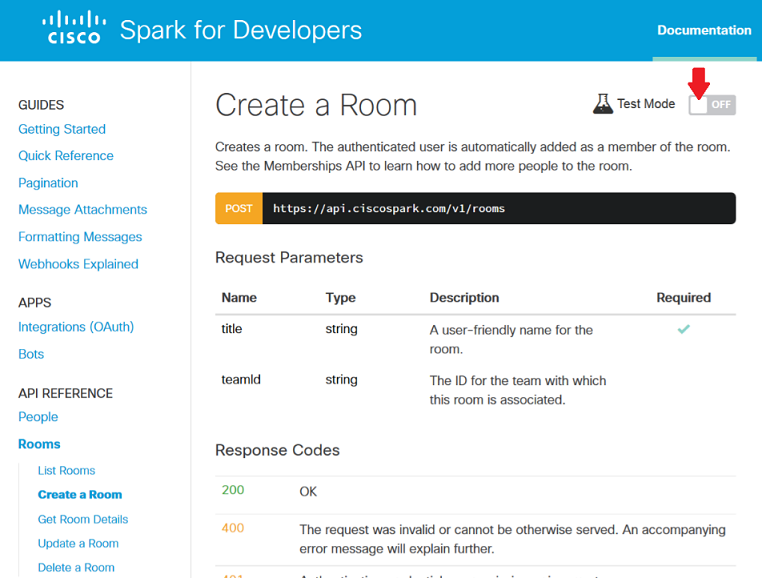 CISCO
Spark for Developers
Documentation
GUIDES
Getting Started
Quick Reference
Pagination
Message Attachments
Formatting Messages
Webhooks Explained
APPS
Integrations (OAuth)
Bots
API REFERENCE
People
Rooms
List Rooms
Create a Room
Get Room Details
Update a Room
Delete a Room
Create a Room
Test Mode OFF
Creates a room. The authenticated user is automatically added as a member of the room.
See the Memberships API to learn how to add more people to the room.
POST https://api.ciscospark.com/v1/rooms
Request Parameters
Name Type Description Required
title string A user-friendly name for the
room.
teamId string The ID for the team with which
this room is associated.
Response Codes
200 OK
400 The request was invalid or cannot be otherwise served. An accompanying
error message will explain further.